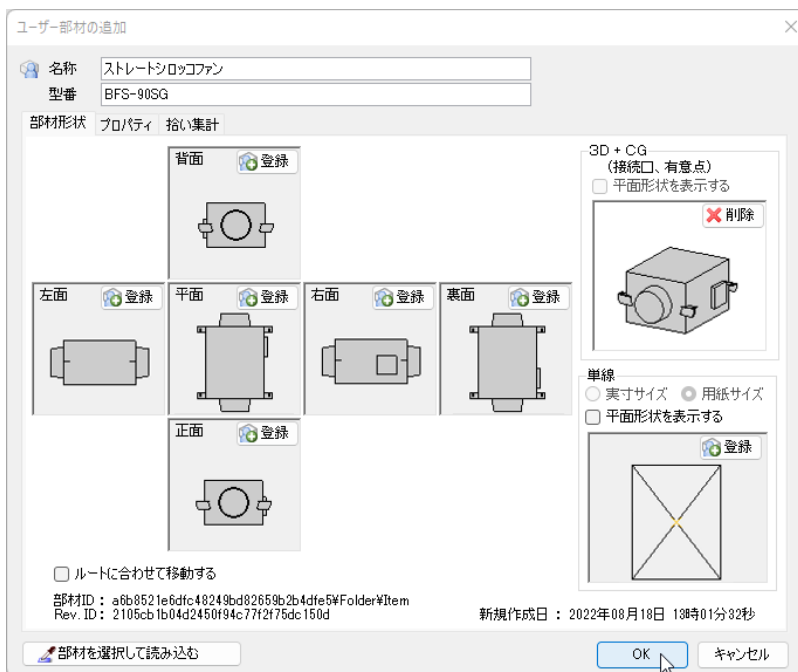 ユーザー部材の追加
名称 ストレートシロッコファン
型番 BFS-90SG
部材形状 プロパティ 拾い集計
背面 登録
左面 登録
平面 登録
右面 登録
裏面 登録
正面 登録
3D + CG
(接続口、有意点)
平面形状を表示する
削除
単線
実寸サイズ 用紙サイズ
平面形状を表示する
登録
ルートに合わせて移動する
部材ID : a6b8521e6dfc48249bd82659b2b4dfe5¥Folder¥Item
Rev. ID : 2105cb1b04d2450f94c77f2f75dc150d
新規作成日 : 2022年08月18日 13時01分32秒
部材を選択して読み込む
OK キャンセル